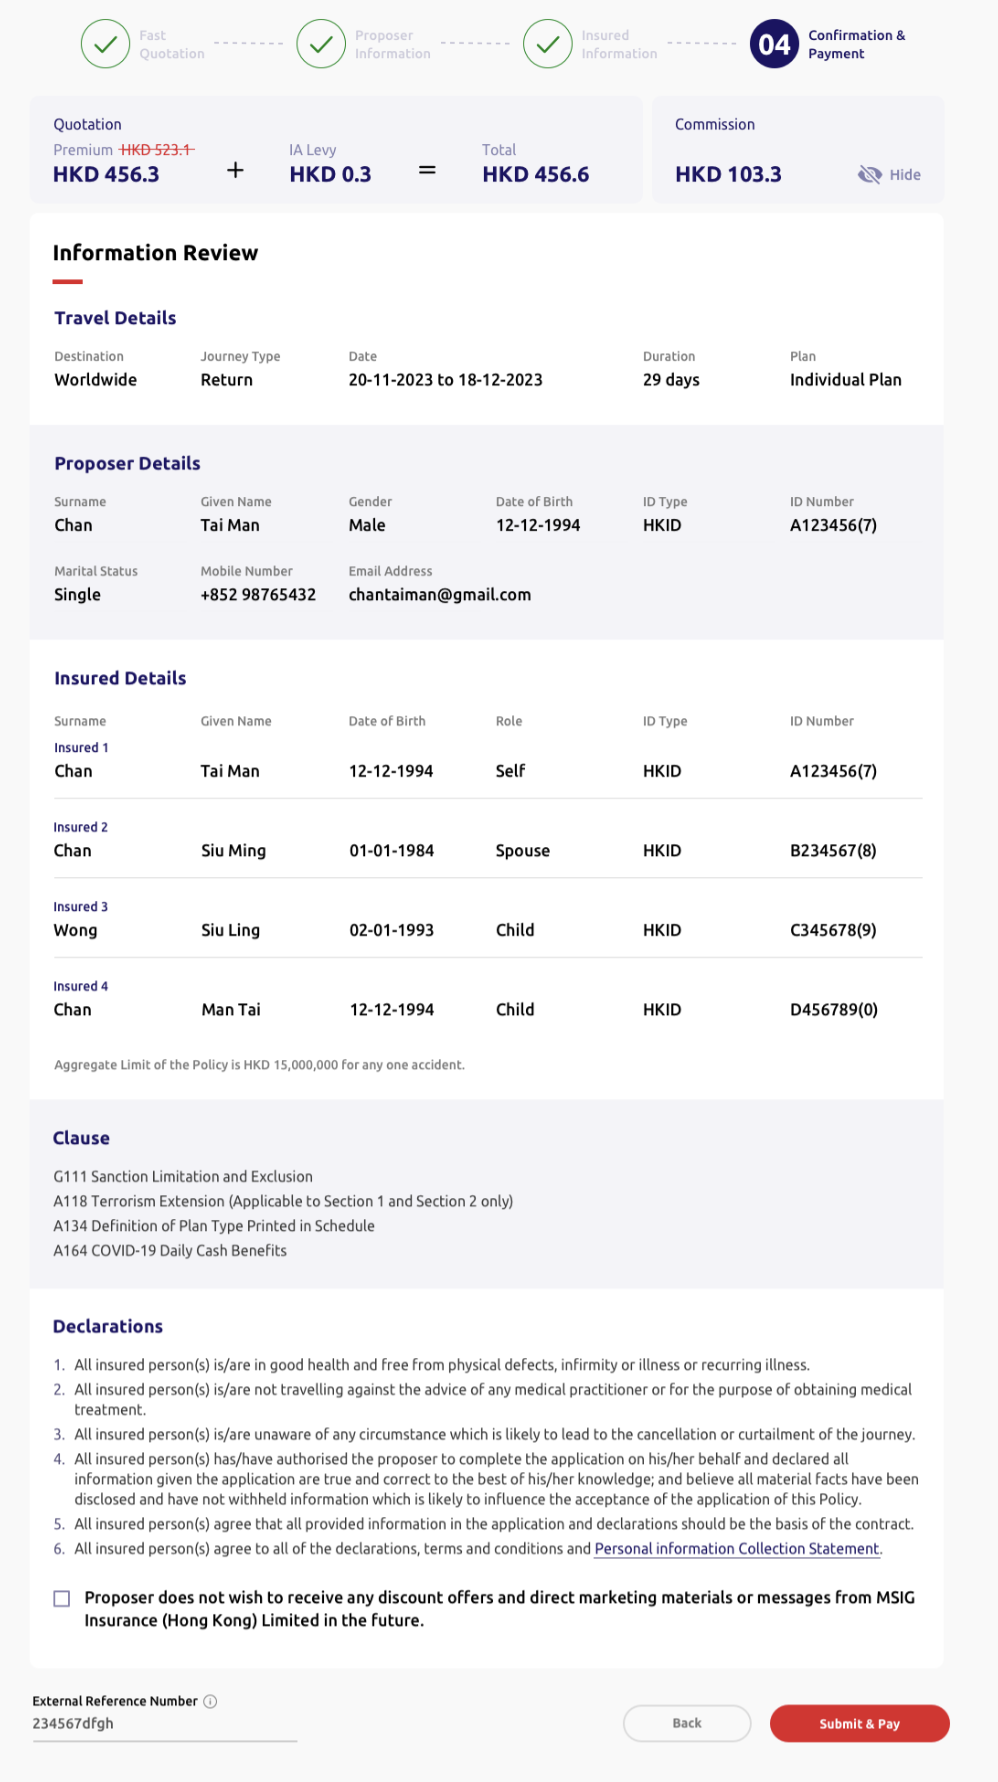 Fast
Quotation
Proposer
Information
Insured
Information
04
Confirmation &
Payment
Quotation
Premium HKD 523.1
HKD 456.3
+
IA Levy
HKD 0.3
=
Total
HKD 456.6
Commission
HKD 103.3
Hide
Information Review
Travel Details
Destination Journey Type Date Duration Plan
Worldwide Return 20-11-2023 to 18-12-2023 29 days Individual Plan
Proposer Details
Surname Given Name Gender Date of Birth ID Type ID Number
Chan Tai Man Male 12-12-1994 HKID A123456(7)
Marital Status Mobile Number Email Address
Single +852 98765432 chantaiman@gmail.com
Insured Details
Surname Given Name Date of Birth Role ID Type ID Number
Insured 1
Chan Tai Man 12-12-1994 Self HKID A123456(7)
Insured 2
Chan Siu Ming 01-01-1984 Spouse HKID B234567(8)
Insured 3
Wong Siu Ling 02-01-1993 Child HKID C345678(9)
Insured 4
Chan Man Tai 12-12-1994 Child HKID D456789(0)
Aggregate Limit of the Policy is HKD 15,000,000 for any one accident.
Clause
G111 Sanction Limitation and Exclusion
A118 Terrorism Extension (Applicable to Section 1 and Section 2 only)
A134 Definition of Plan Type Printed in Schedule
A164 COVID-19 Daily Cash Benefits
Declarations
1. All insured person(s) is/are in good health and free from physical defects, infirmity or illness or recurring illness.
2. All insured person(s) is/are not travelling against the advice of any medical practitioner or for the purpose of obtaining medical
treatment.
3. All insured person(s) is/are unaware of any circumstance which is likely to lead to the cancellation or curtailment of the journey.
4. All insured person(s) has/have authorised the proposer to complete the application on his/her behalf and declared all
information given the application are true and correct to the best of his/her knowledge; and believe all material facts have been
disclosed and have not withheld information which is likely to influence the acceptance of the application of this Policy.
5. All insured person(s) agree that all provided information in the application and declarations should be the basis of the contract.
6. All insured person(s) agree to all of the declarations, terms and conditions and Personal information Collection Statement.
Proposer does not wish to receive any discount offers and direct marketing materials or messages from MSIG
Insurance (Hong Kong) Limited in the future.
External Reference Number
234567dfgh
Back
Submit & Pay